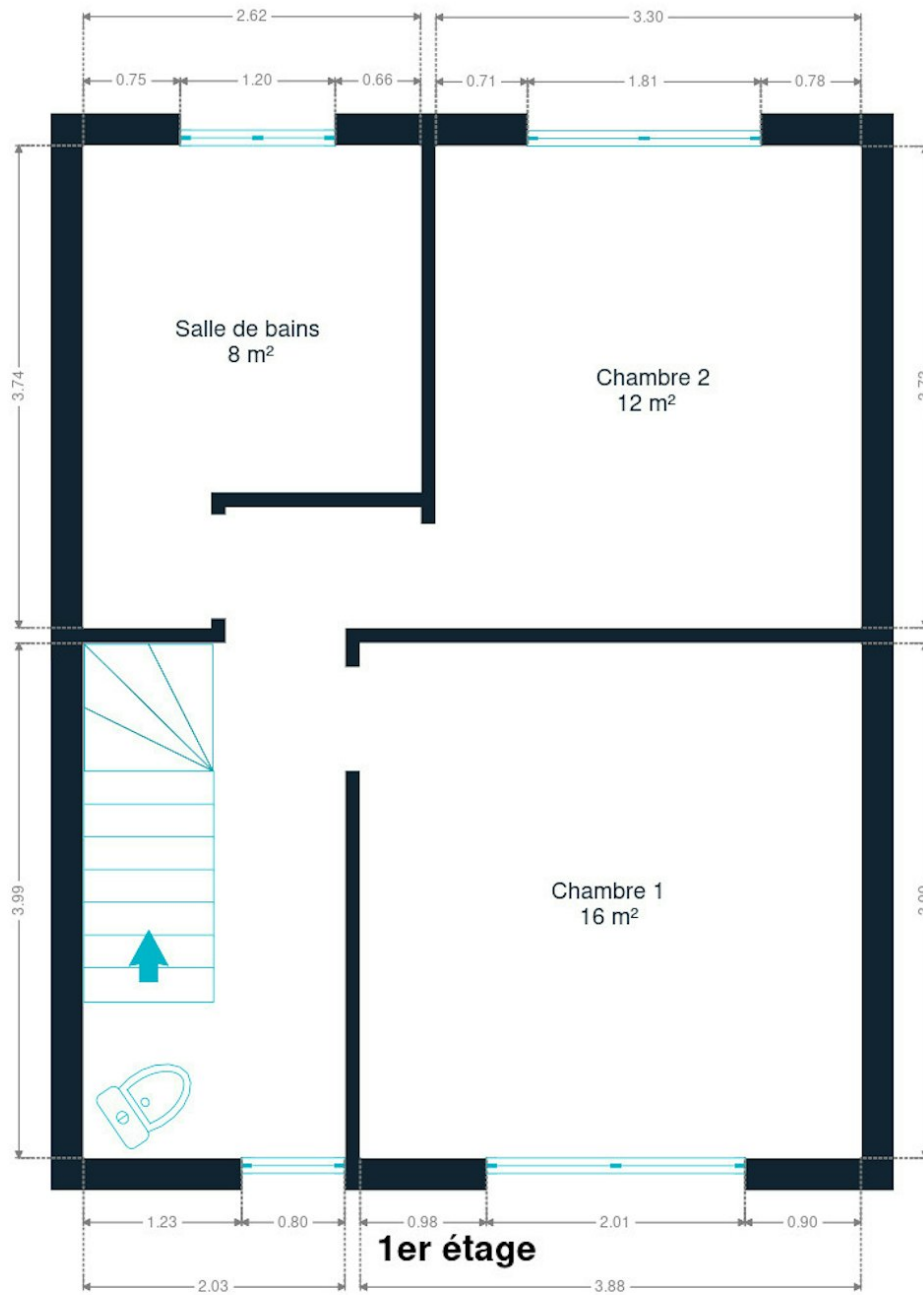 2.62
3.30
0.75
1.20
0.66
0.71
1.81
0.78
3.74
Salle de bains
8 m²
Chambre 2
12 m²
3.99
Chambre 1
16 m²
1.23
0.80
0.98
2.01
0.90
1er étage
2.03
3.88